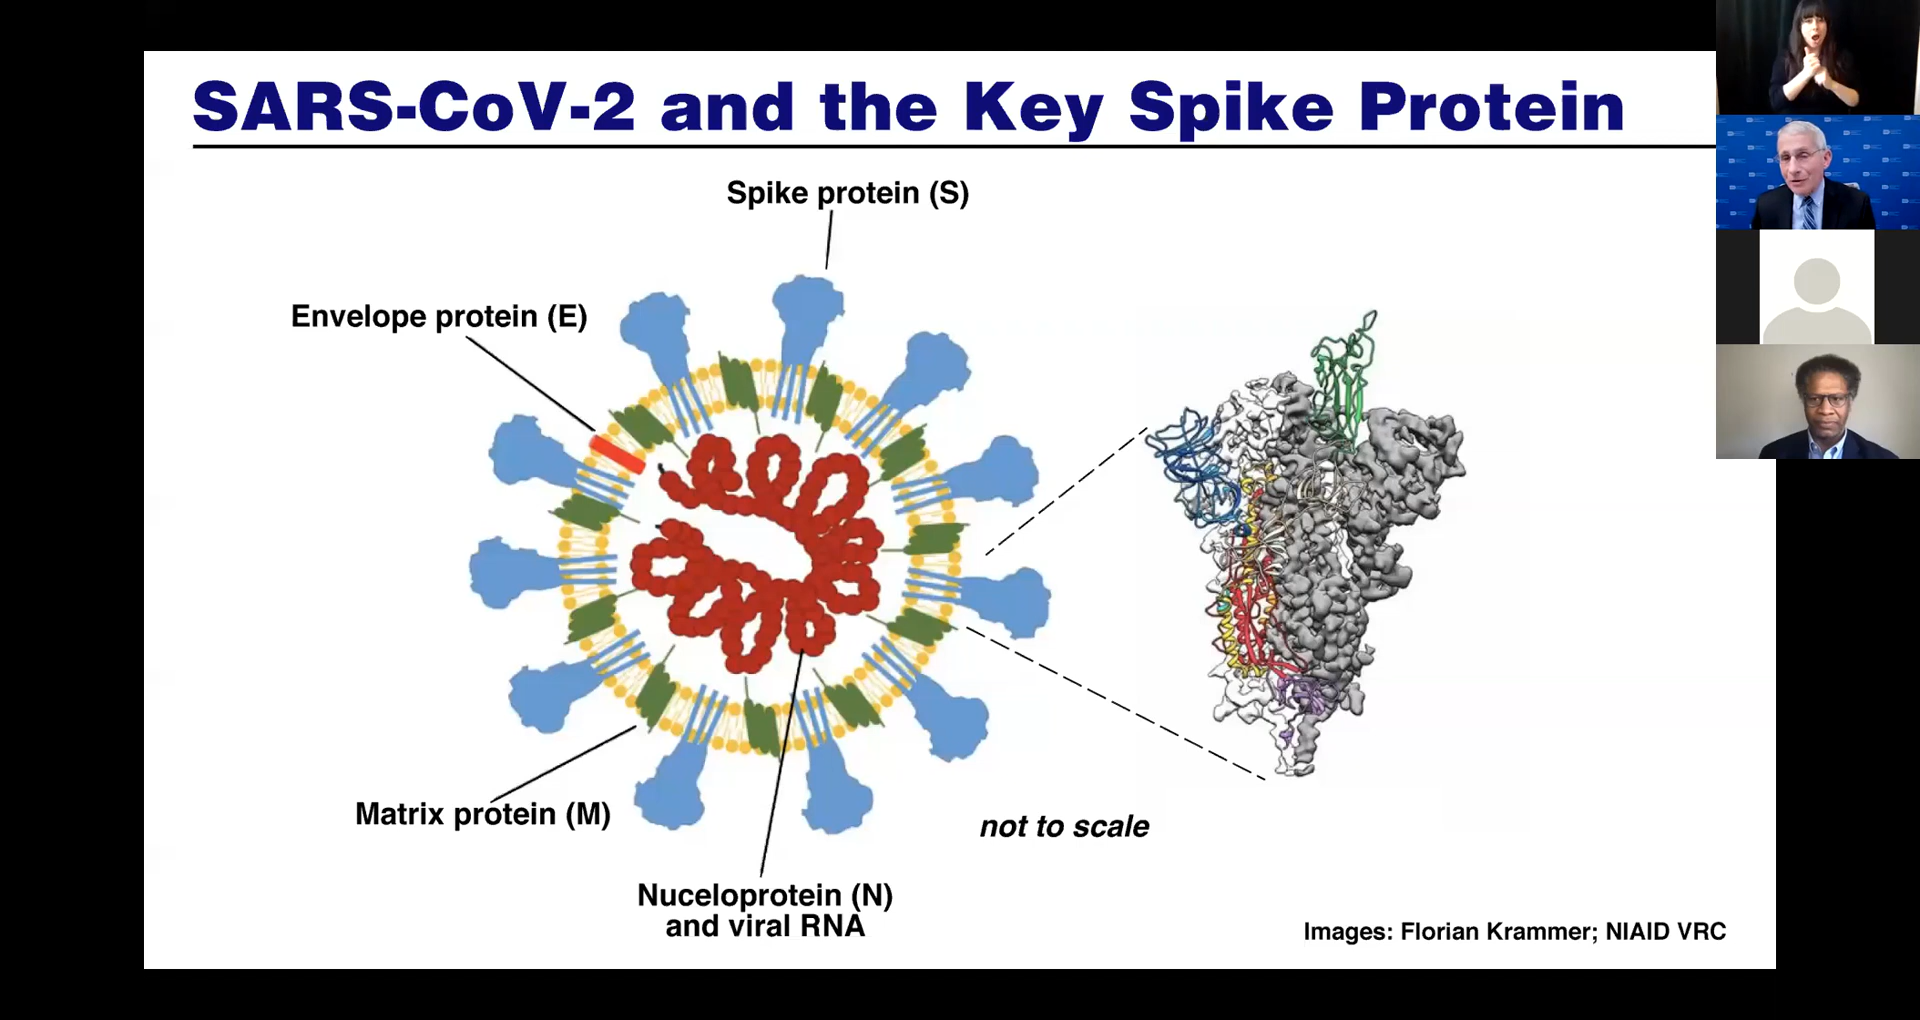 SARS-CoV-2 and the Key Spike Protein
Spike protein (S)
Envelope protein (E)
Matrix protein (M)
not to scale
Nuceloprotein (N)
and viral RNA
Images: Florian Krammer; NIAID VRC